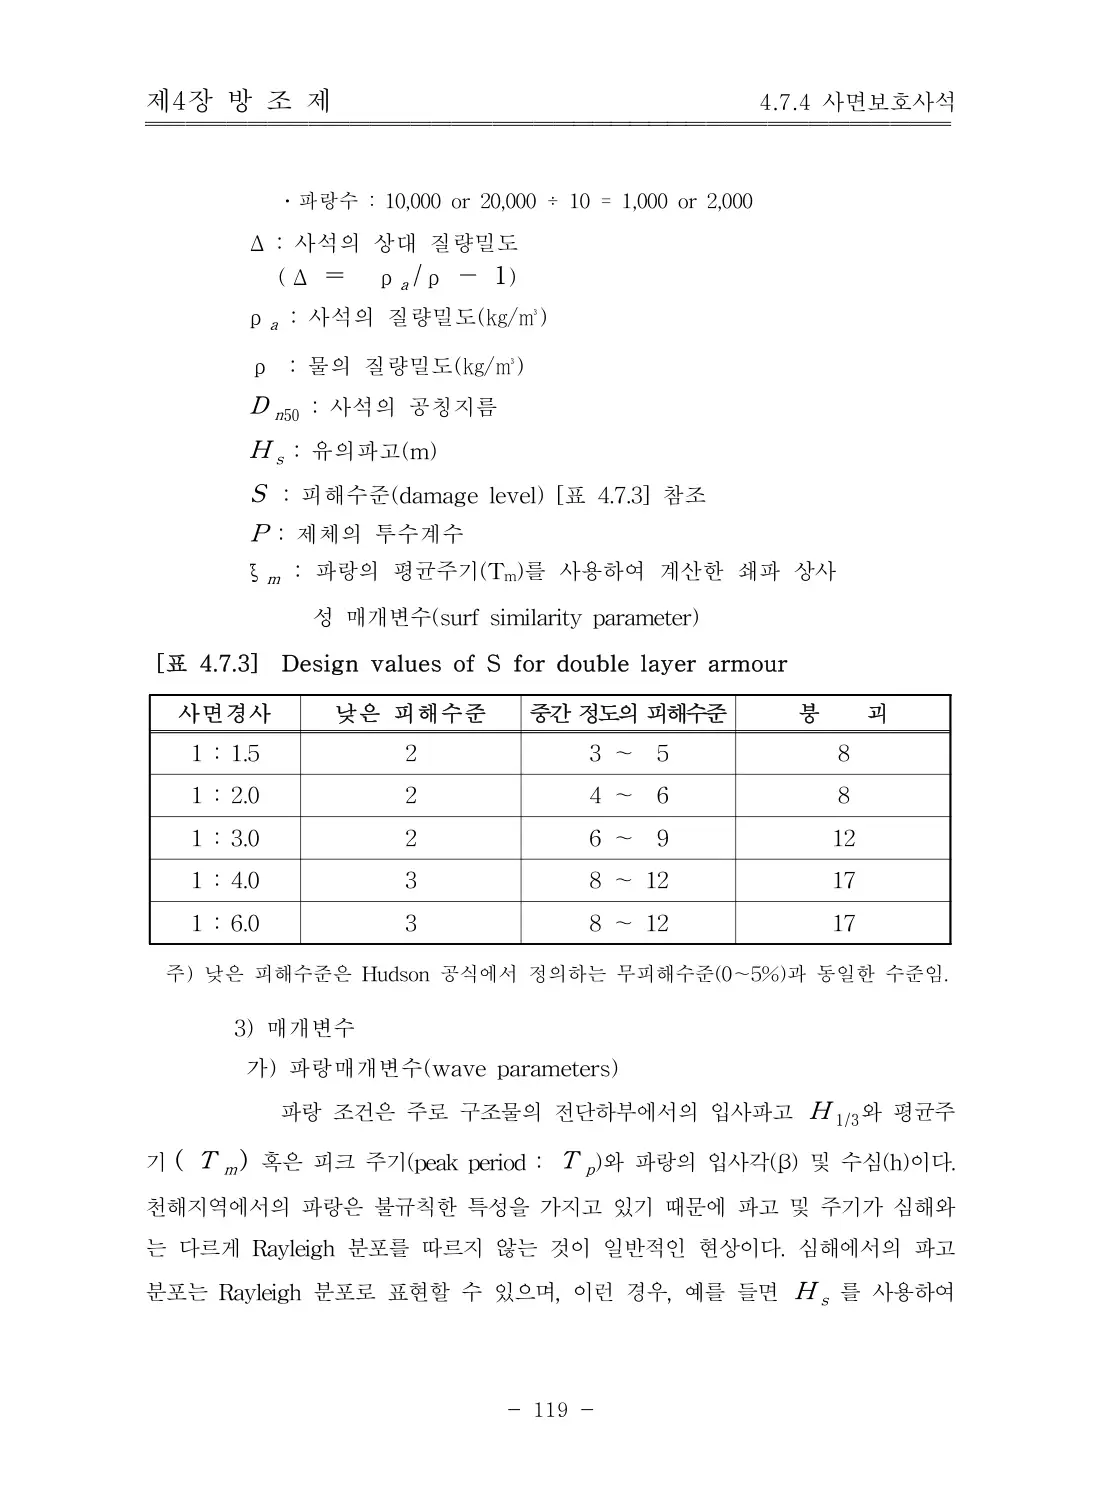 제4장 방 조 제 4.7.4 사면보호사석
·파랑수 : 10,000 or 20,000 ÷ 10 = 1,000 or 2,000
Δ : 사석의 상대 질량밀도
( Δ = ρa/ρ - 1)
ρa : 사석의 질량밀도(kg/m³)
ρ : 물의 질량밀도(kg/m³)
Dn50 : 사석의 공칭지름
Hs : 유의파고(m)
S : 피해수준(damage level) [표 4.7.3] 참조
P : 제체의 투수계수
ξm : 파랑의 평균주기(Tm)를 사용하여 계산한 쇄파 상사
성 매개변수(surf similarity parameter)
[표 4.7.3] Design values of S for double layer armour
사면경사 낮은 피해수준 중간 정도의 피해수준 붕 괴
1 : 1.5 2 3 ~ 5 8
1 : 2.0 2 4 ~ 6 8
1 : 3.0 2 6 ~ 9 12
1 : 4.0 3 8 ~ 12 17
1 : 6.0 3 8 ~ 12 17
주) 낮은 피해수준은 Hudson 공식에서 정의하는 무피해수준(0~5%)과 동일한 수준임.
3) 매개변수
가) 파랑매개변수(wave parameters)
파랑 조건은 주로 구조물의 전단하부에서의 입사파고 H1/3와 평균주
기( Tm) 혹은 피크 주기(peak period : Tp)와 파랑의 입사각(β) 및 수심(h)이다.
천해지역에서의 파랑은 불규칙한 특성을 가지고 있기 때문에 파고 및 주기가 심해와
는 다르게 Rayleigh 분포를 따르지 않는 것이 일반적인 현상이다. 심해에서의 파고
분포는 Rayleigh 분포로 표현할 수 있으며, 이런 경우, 예를 들면 Hs 를 사용하여
- 119 -